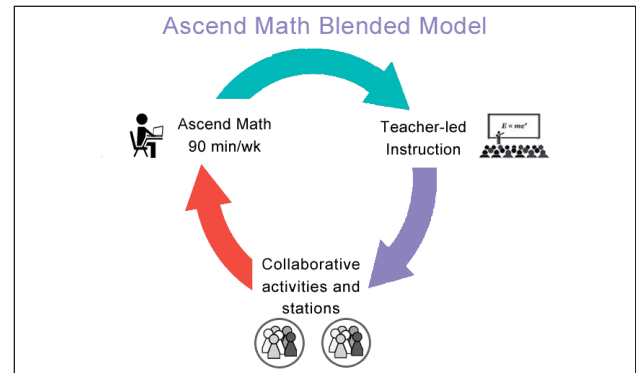 Ascend Math Blended Model
Ascend Math
90 min/wk
Teacher-led
Instruction
E = mc²
Collaborative
activities and
stations